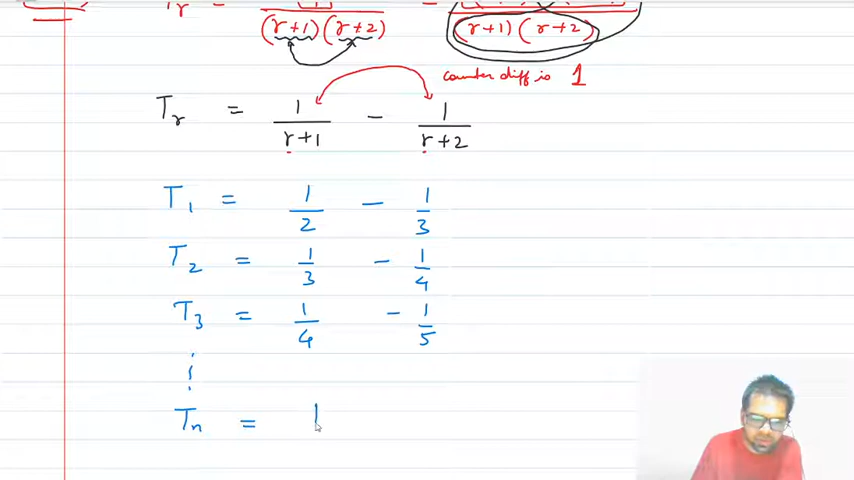 (r+1)(r+2) (r+1)(r+2)
counter diff is 1
Tr = 1/(r+1) - 1/(r+2)
T1 = 1/2 - 1/3
T2 = 1/3 - 1/4
T3 = 1/4 - 1/5
⋮
Tn = 1